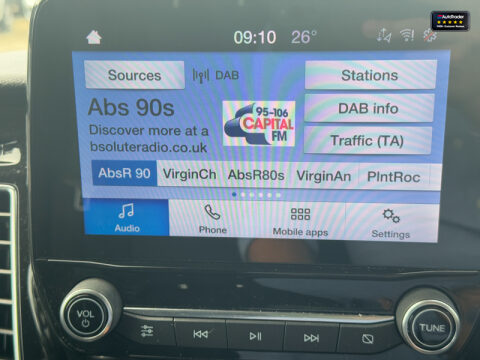 AutoTrader
09:10 26°
Sources
DAB
Stations
Abs 90s
Discover more at a
bsoluteradio.co.uk
95-106
CAPITAL
FM
DAB info
Traffic (TA)
AbsR 90 VirginCh AbsR80s VirginAn PlntRoc
Audio Phone Mobile apps Settings
VOL
TUNE